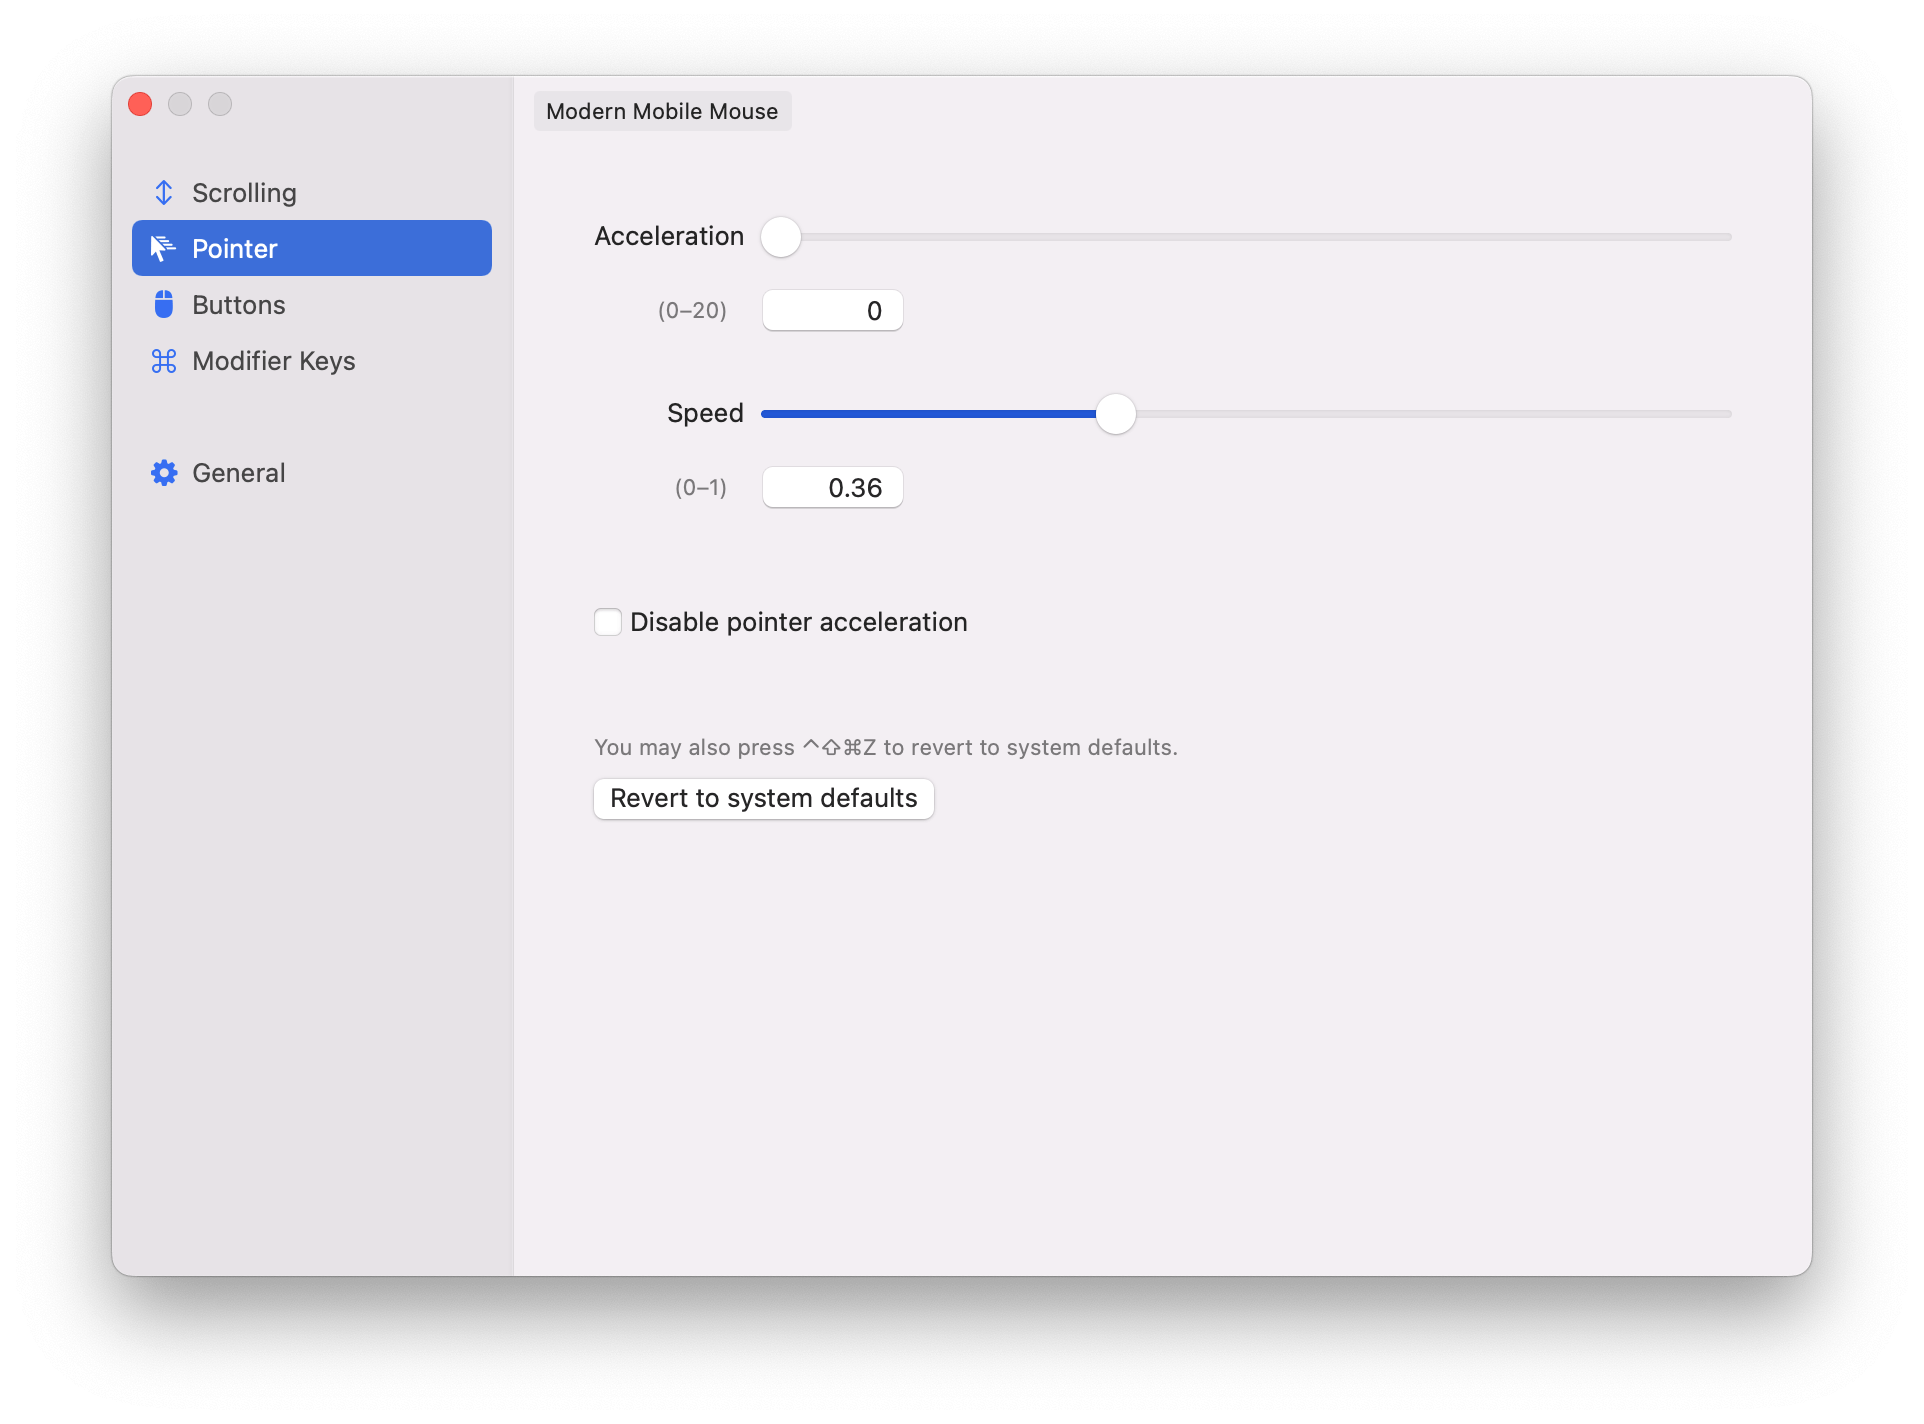 Modern Mobile Mouse
Scrolling
Pointer
Buttons
Modifier Keys
General
Acceleration
(0–20) 0
Speed
(0–1) 0.36
Disable pointer acceleration
You may also press ⌃⇧⌘Z to revert to system defaults.
Revert to system defaults